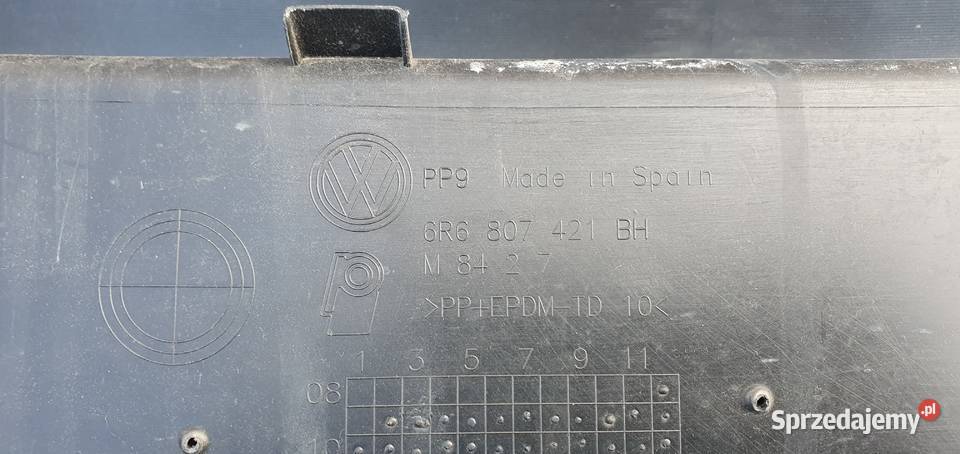 PP9 Made in Spain
6R6 807 421 BH
M 84 2 7
>PP+EPDM-TD 10<
1 3 5 7 9 11
08
Sprzedajemy.pl